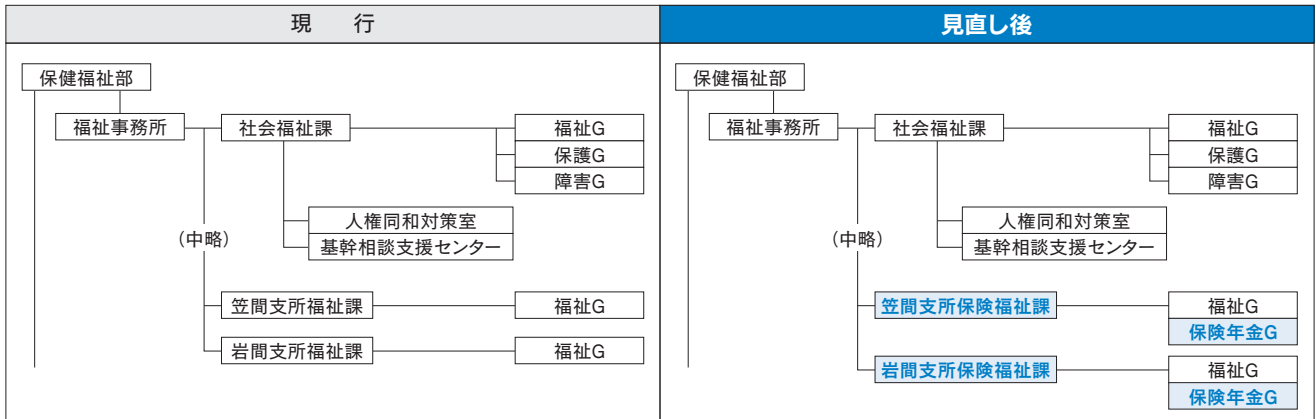 現　行
保健福祉部
福祉事務所
社会福祉課
福祉G
保護G
障害G
人権同和対策室
基幹相談支援センター
（中略）
笠間支所福祉課
福祉G
岩間支所福祉課
福祉G
見直し後
保健福祉部
福祉事務所
社会福祉課
福祉G
保護G
障害G
人権同和対策室
基幹相談支援センター
（中略）
笠間支所保険福祉課
福祉G
保険年金G
岩間支所保険福祉課
福祉G
保険年金G